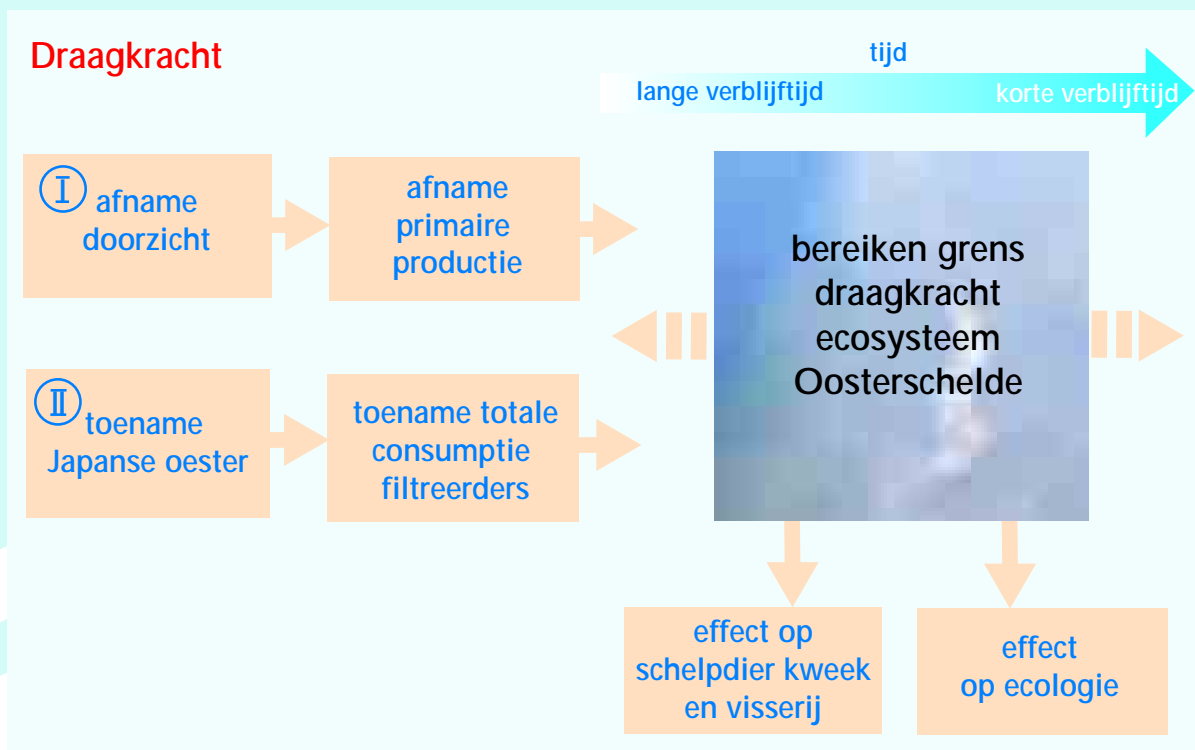 Draagkracht
tijd
lange verblijftijd
korte verblijftijd
I
afname
doorzicht
afname
primaire
productie
bereiken grens
draagkracht
ecosysteem
Oosterschelde
II
toename
Japanse oester
toename totale
consumptie
filtreerders
effect op
schelpdier kweek
en visserij
effect
op ecologie